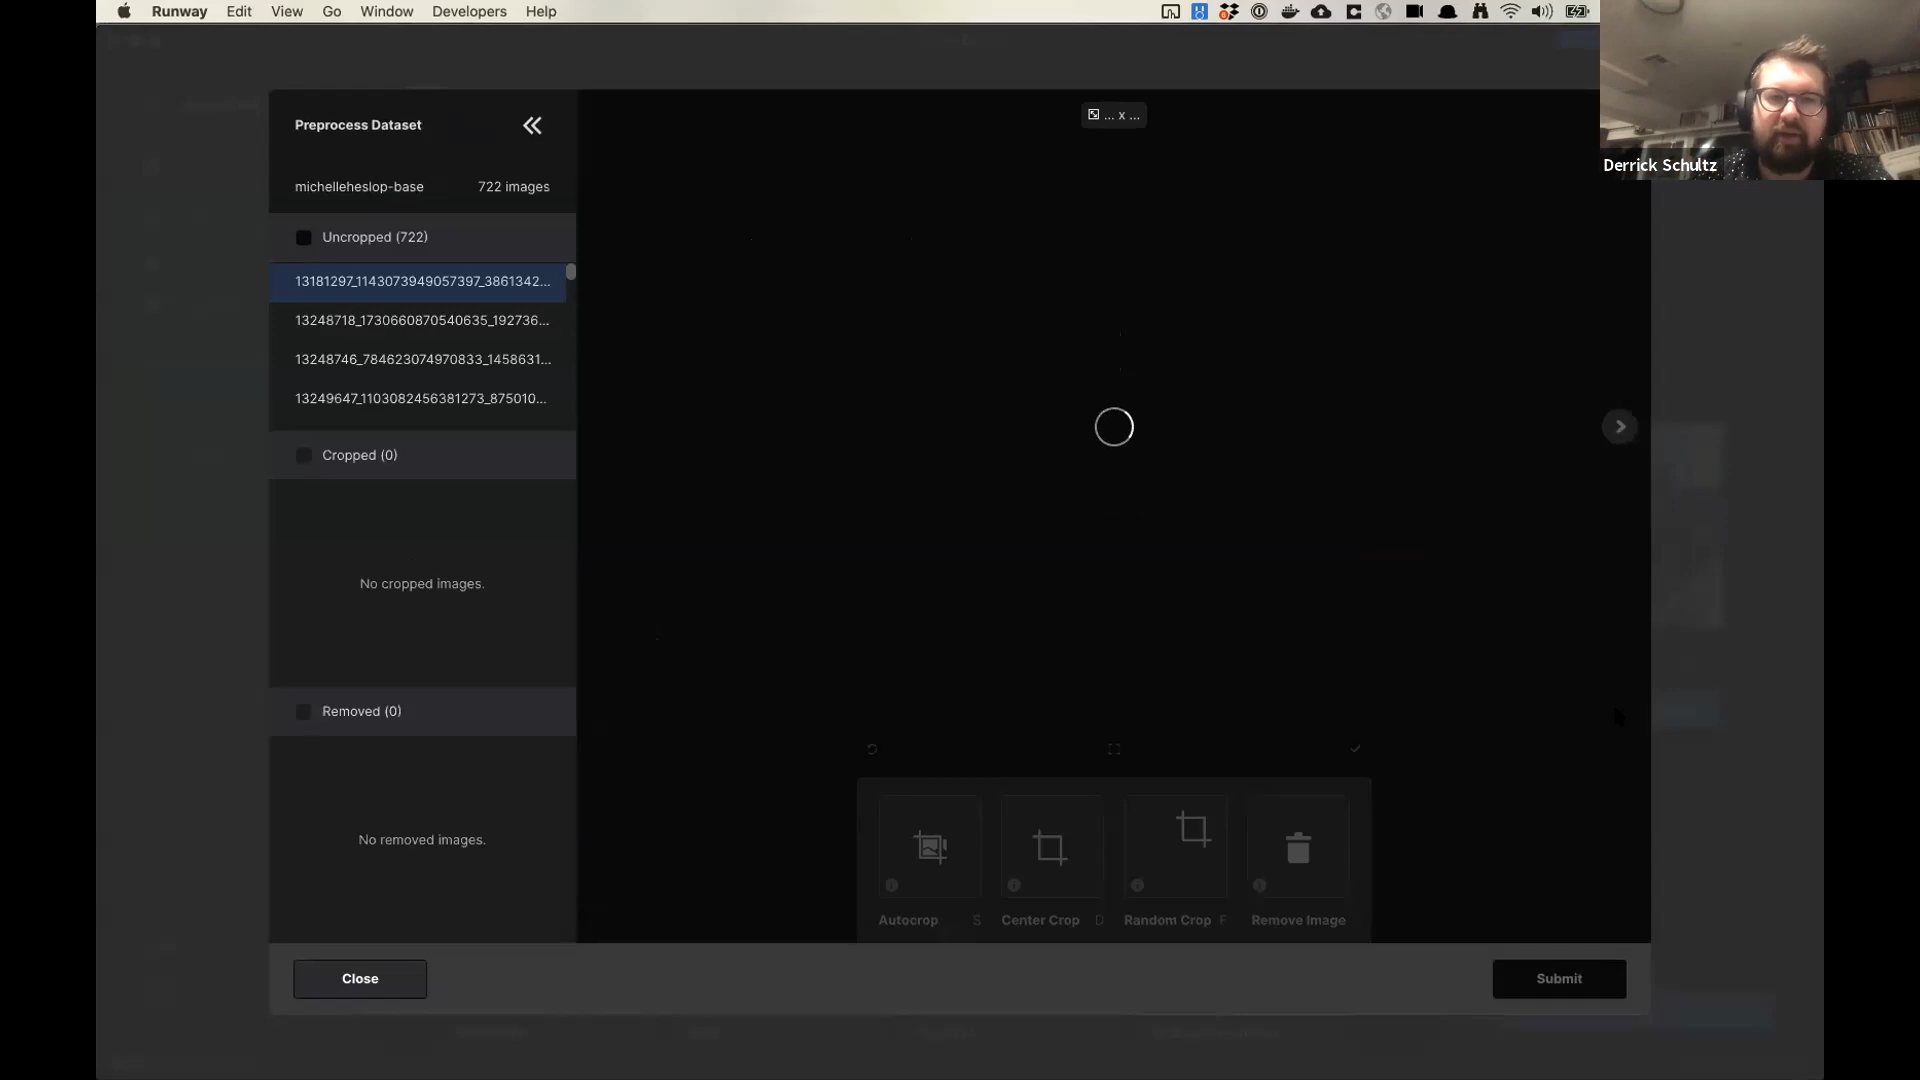 Runway Edit View Go Window Developers Help
Derrick Schultz
Preprocess Dataset
... x ...
michelleheslop-base 722 images
Uncropped (722)
13181297_1143073949057397_3861342...
13248718_1730660870540635_192736...
13248746_784623074970833_1458631...
13249647_1103082456381273_875010...
Cropped (0)
No cropped images.
Removed (0)
No removed images.
Autocrop S Center Crop D Random Crop F Remove Image
Close Submit